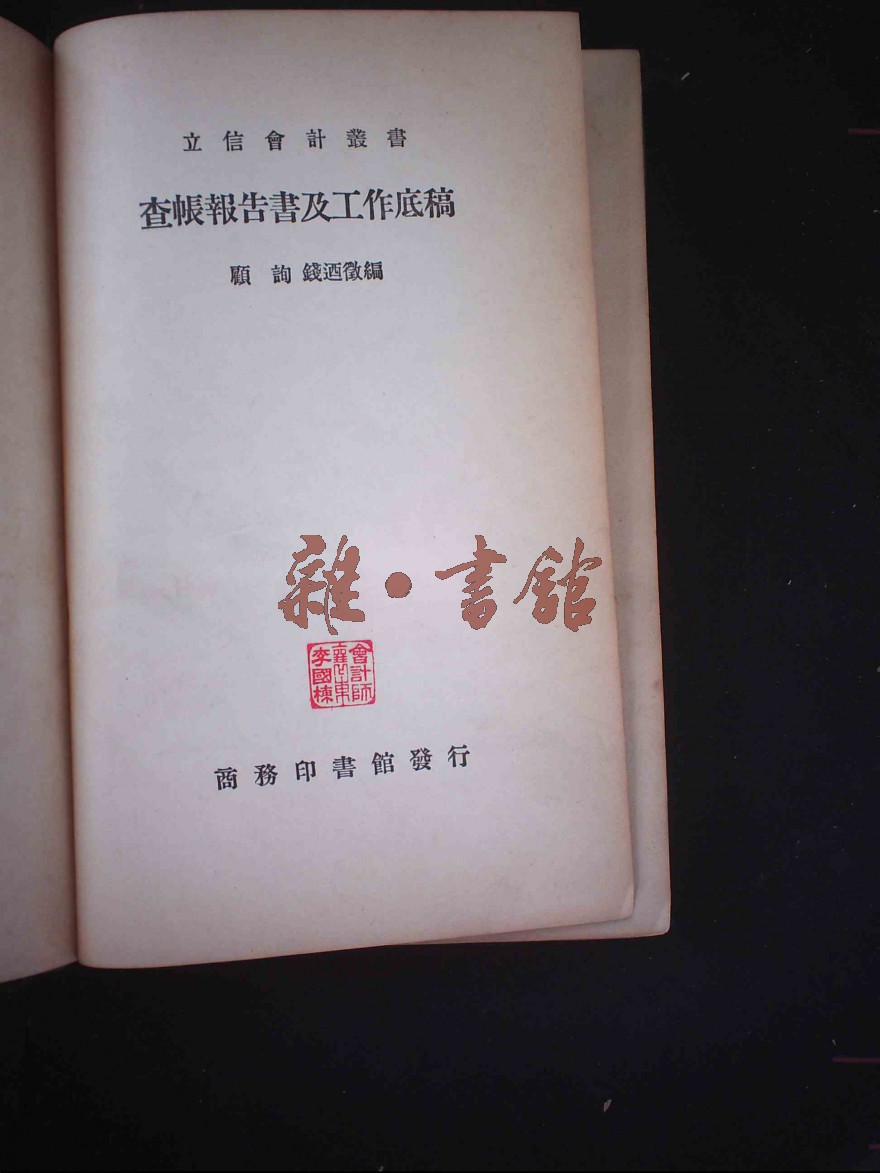 立信會計叢書
查帳報告書及工作底稿
顧詢 錢迺徵編
雜·書館
會計師
李國棟
商務印書館發行